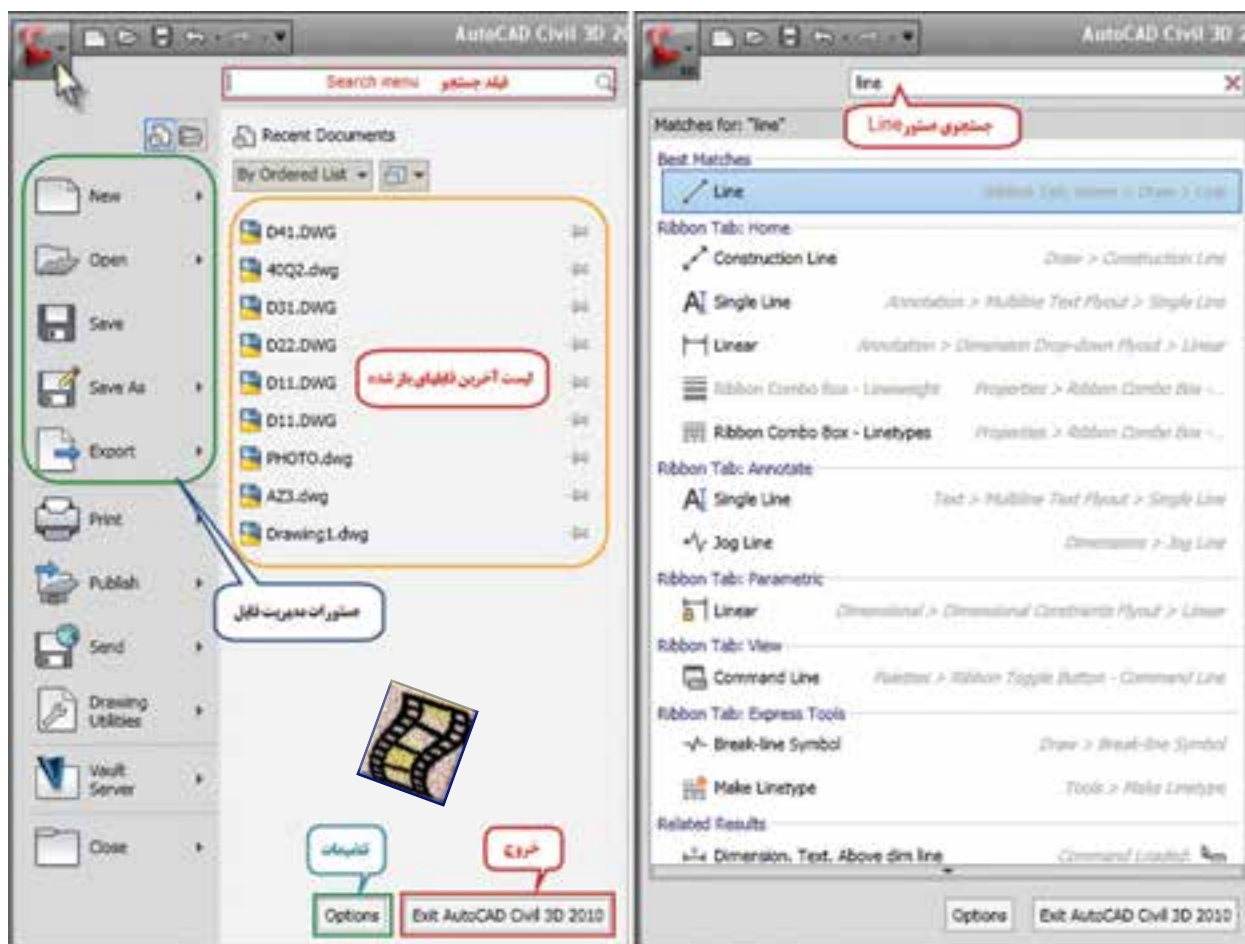 AutoCAD Civil 3D 2
Search menu فیلد جستجو
Recent Documents
By Ordered List
New
Open
Save
Save As
Export
Print
Publish
Send
Drawing
Utilities
Vault
Server
Close
D41.DWG
40Q2.dwg
D31.DWG
D22.DWG
D11.DWG
D11.DWG
PHOTO.dwg
AZ3.dwg
Drawing1.dwg
لیست آخرین فایلهای باز شده
دستورات مدیریت فایل
تنظیمات
خروج
Options
Exit AutoCAD Civil 3D 2010
AutoCAD Civil 3D 2
line
جستجوی دستور Line
Matches for: "line"
Best Matches
Line Ribbon Tab: Home > Draw > Line
Ribbon Tab: Home
Construction Line Draw > Construction Line
Single Line Annotation > Multiline Text Flyout > Single Line
Linear Annotation > Dimension Drop-down Flyout > Linear
Ribbon Combo Box - Lineweight Properties > Ribbon Combo Box -...
Ribbon Combo Box - Linetypes Properties > Ribbon Combo Box -...
Ribbon Tab: Annotate
Single Line Text > Multiline Text Flyout > Single Line
Jog Line Dimensions > Jog Line
Ribbon Tab: Parametric
Linear Dimensional > Dimensional Constraints Flyout > Linear
Ribbon Tab: View
Command Line Palettes > Ribbon Toggle Button - Command Line
Ribbon Tab: Express Tools
Break-line Symbol Draw > Break-line Symbol
Make Linetype Tools > Make Linetype
Related Results
Dimension, Text, Above dim line Command Loaded:
Options
Exit AutoCAD Civil 3D 2010